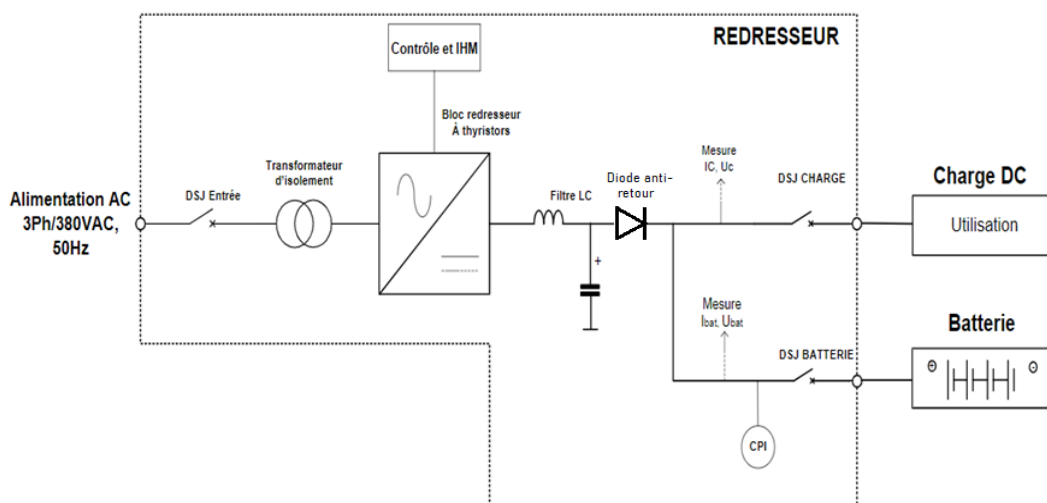 REDRESSEUR
Contrôle et IHM
Bloc redresseur
À thyristors
Transformateur
d'isolement
Mesure
IC, Uc
Diode anti-
retour
DSJ CHARGE
Charge DC
Alimentation AC
3Ph/380VAC,
50Hz
DSJ Entrée
Filtre LC
Utilisation
+
Mesure
Ibat, Ubat
Batterie
DSJ BATTERIE
+
-
CPI